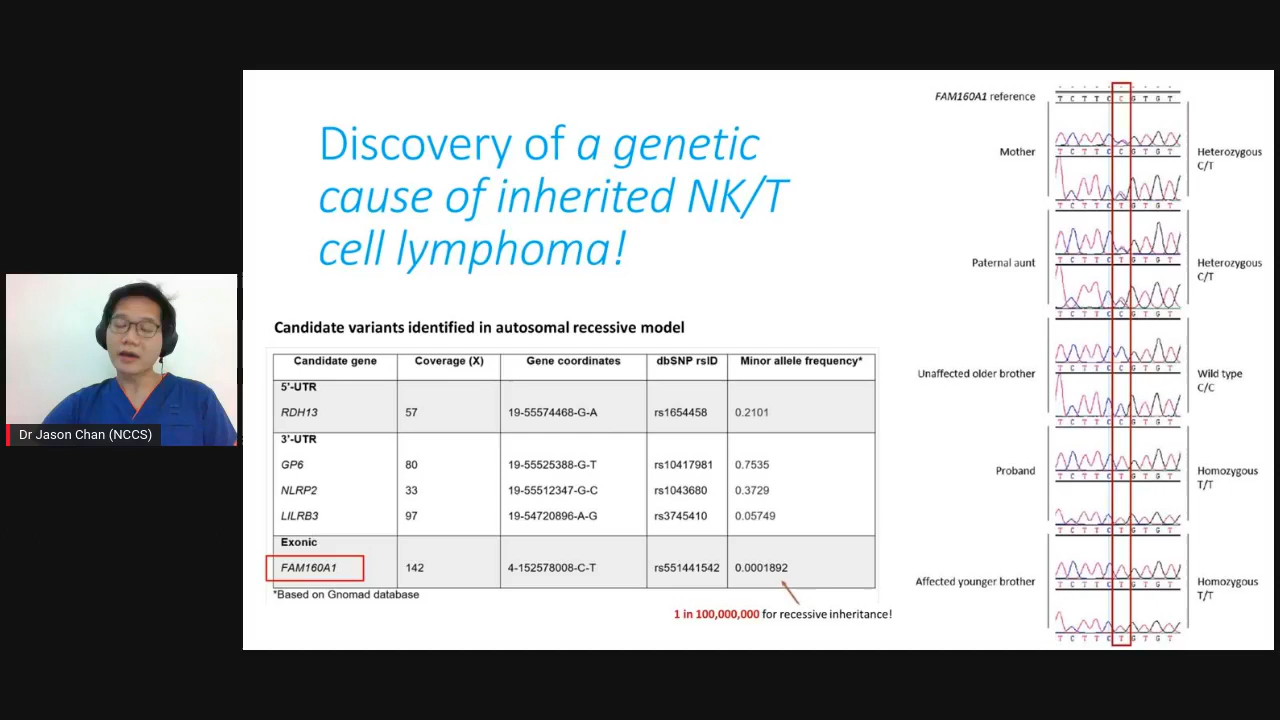 Discovery of a genetic
cause of inherited NK/T
cell lymphoma!
Candidate variants identified in autosomal recessive model
Candidate gene Coverage (X) Gene coordinates dbSNP rsID Minor allele frequency*
5'-UTR
RDH13 57 19-55574468-G-A rs1654458 0.2101
3'-UTR
GP6 80 19-55525388-G-T rs10417981 0.7535
NLRP2 33 19-55512347-G-C rs1043680 0.3729
LILRB3 97 19-54720896-A-G rs3745410 0.05749
Exonic
FAM160A1 142 4-152578008-C-T rs551441542 0.0001892
*Based on Gnomad database
1 in 100,000,000 for recessive inheritance!
FAM160A1 reference
T C T T C C G T G T
Mother
T C T T C C G T G T
T C T T C T G T G T
Heterozygous
C/T
Paternal aunt
T C T T C T G T G T
T C T T C C G T G T
Heterozygous
C/T
Unaffected older brother
T C T T C C G T G T
T C T T C C G T G T
Wild type
C/C
Proband
T C T T C T G T G T
T C T T C T G T G T
Homozygous
T/T
Affected younger brother
T C T T C T G T G T
T C T T C T G T G T
Homozygous
T/T
Dr Jason Chan (NCCS)